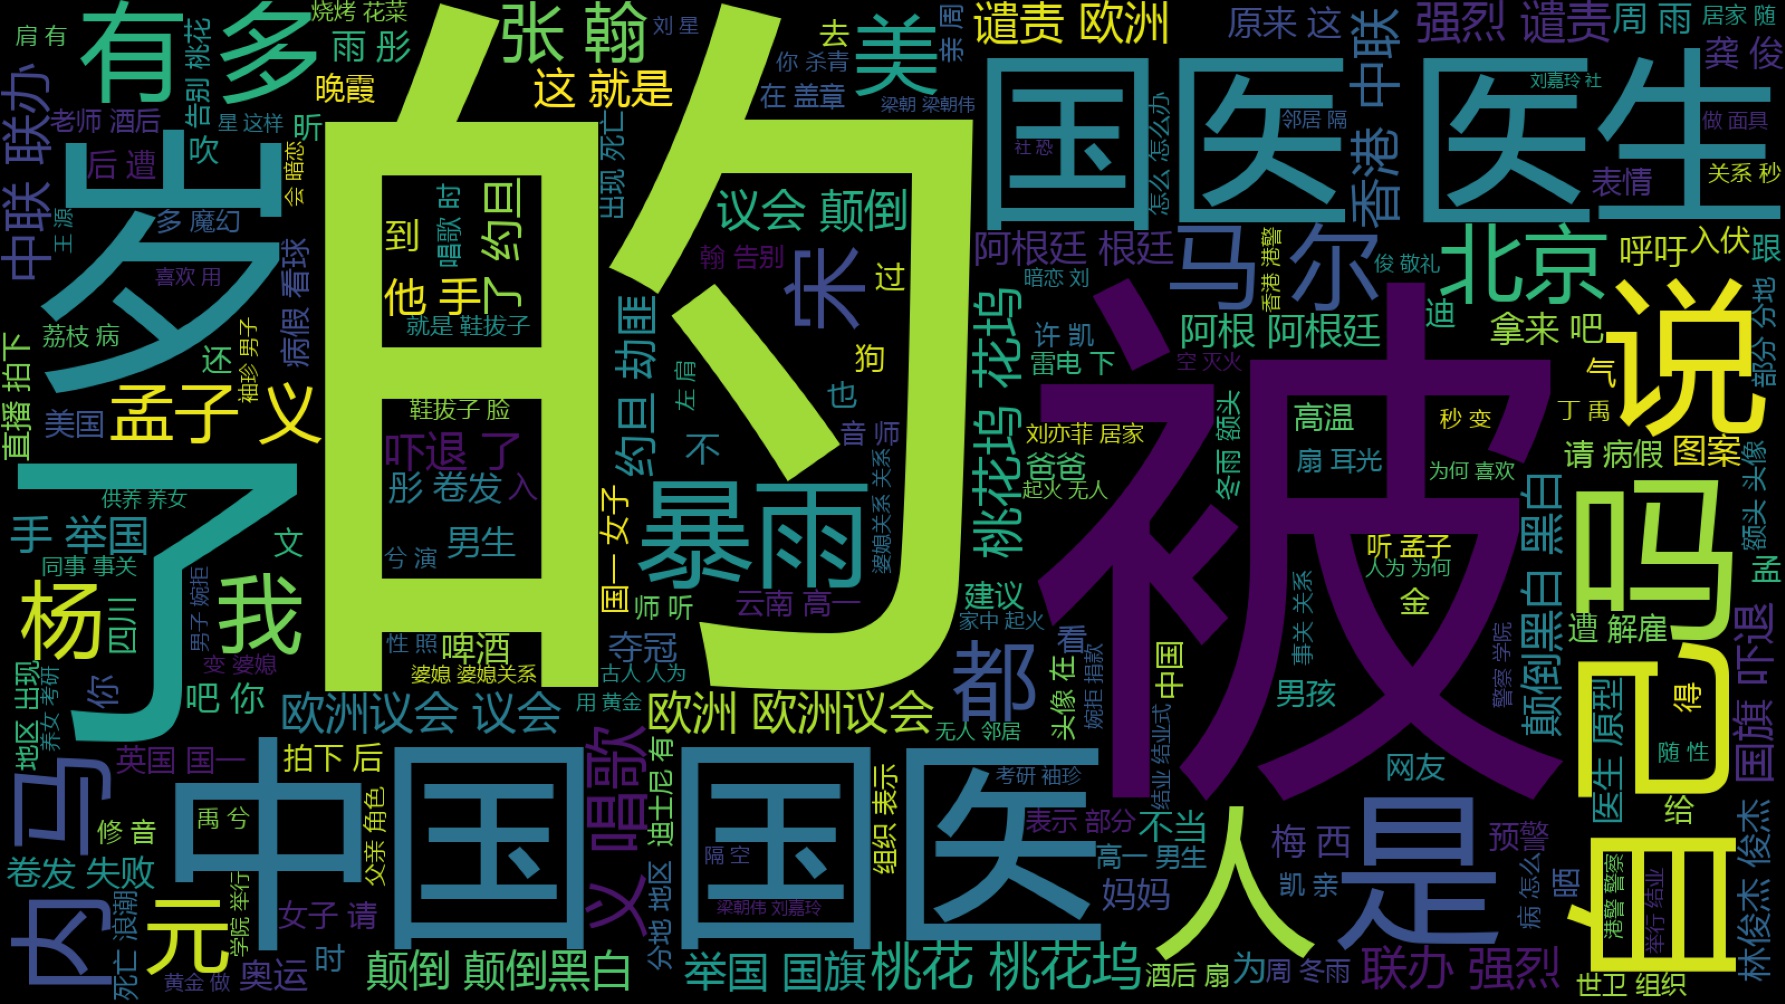 肩 有
有多
烧烤 花菜
雨 彤
桃花
告别
张 翰
刘 星
去
美
亲 周
谴责 欧洲
原来 这
中联
香港
强烈 谴责
周 雨
居家 随
龚 俊
中联 联办
老师 酒后
星 这样
昕
晚霞
这 就是
你 杀青
在 盖章
梁朝 梁朝伟
国医 医生
刘嘉玲 社
邻居 隔
做 面具
社 恐
怎么 怎么办
岁
后 遭
吹
会 暗恋
的
出现 死亡
表情
关系 秒
王 源
多 魔幻
喜欢 用
病假 看球
到
唱歌 时
了 约旦
他 手
就是 鞋拔子
议会 颠倒
翰 告别
宋
过
阿根廷 根廷
暗恋 刘
马 尔
香港 港警
俊 敬礼
北京
呼吁
入伏
跟
荔枝 病
还
袖珍 男子
约旦 劫匪
狗
桃花坞 花坞
许 凯
雷电 下
阿根 阿根廷
空 灭火
迪
拿来 吧
说
气
部分 分地
直播 拍下
美国
孟子 义
鞋拔子 脸
左 肩
也
被
刘亦菲 居家
冬雨 额头
高温
秒 变
丁 禹
吓退 了
不
音 师
爸爸
扇 耳光
请 病假
图案
了
供养 养女
彤 卷发
入
起火 无人
为何 喜欢
额头 头像
手 举国
文
男生
国一 女子
暴雨
婆媳关系 关系
颠倒黑白 黑白
吗
同事 事关
兮 演
听 孟子
人为 为何
孟
杨
四川
男子 婉拒
我
师 听
云南 高一
建议
家中 起火
事关 关系
金
遭 解雇
变 婆媳
性 照
啤酒
夺冠
都
看
头像 在
婉拒 捐款
中国
警察 学院
国旗 吓退
地区 出现
养女 考研
你
吧 你
婆媳 婆媳关系
古人 人为
男孩
医生 原型
已
得
随 性
欧洲议会 议会
用 黄金
欧洲 欧洲议会
无人 邻居
结业 结业式
网友
给
马
英国 国一
拍下 后
中国
义 唱歌
迪士尼 有
国医
组织 表示
考研 袖珍
修 音
禹 兮
父亲 角色
隔 空
表示 部分
不当
人
梅 西
是
预警
卷发 失败
高一 男生
凯 亲
妈妈
病 怎么
晒
直
港警 警察
举行 结业
林俊杰 俊杰
内
死亡 浪潮
元
学院 举行
女子 请
梁朝伟 刘嘉玲
分地 地区
黄金 做
奥运
时
颠倒 颠倒黑白
举国 国旗
桃花 桃花坞
酒后 扇
为
周 冬雨
联办 强烈
世卫 组织